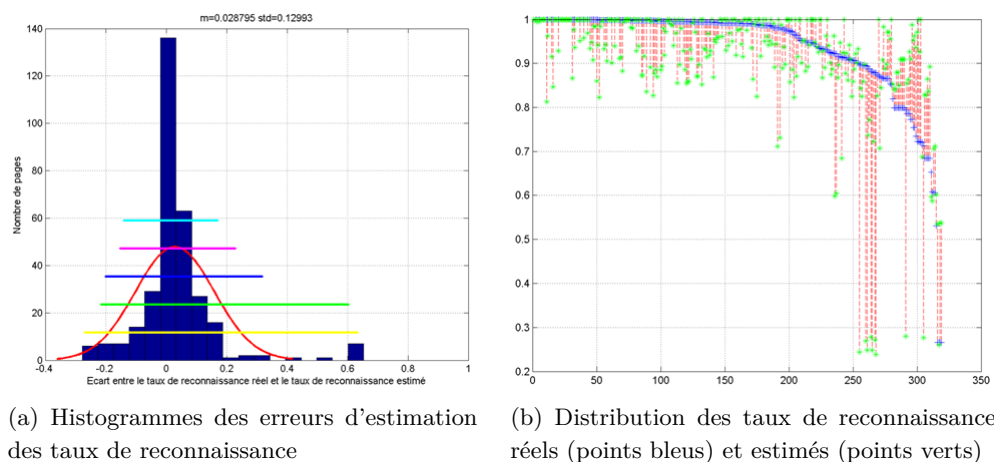 m=0.028795 std=0.12993
140
120
100
80
60
40
20
0
Nombre de pages
-0.4 -0.2 0 0.2 0.4 0.6 0.8 1
Ecart entre le taux de reconnaissance réel et le taux de reconnaissance estimé
1
0.9
0.8
0.7
0.6
0.5
0.4
0.3
0.2
0 50 100 150 200 250 300 350
(a) Histogrammes des erreurs d'estimation
des taux de reconnaissance
(b) Distribution des taux de reconnaissance
réels (points bleus) et estimés (points verts)